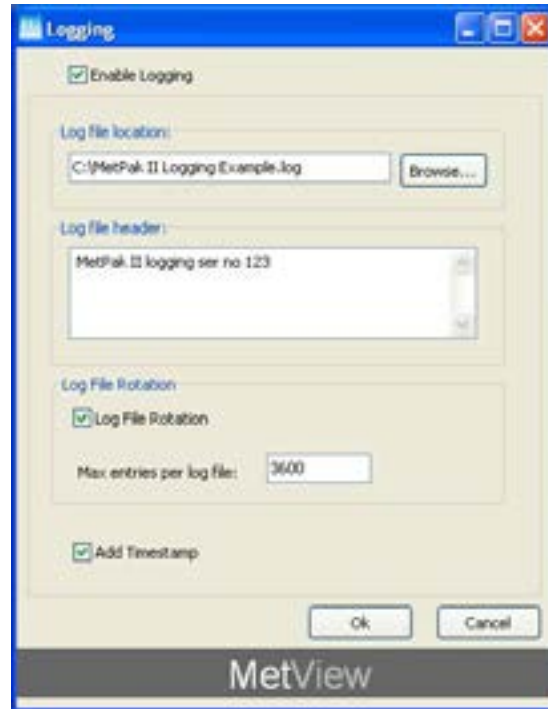 Logging
Enable Logging
Log file location:
C:\MetPak II Logging Example.log
Browse...
Log file header:
MetPak II logging ser no 123
Log File Rotation
Log File Rotation
Max entries per log file:
3600
Add Timestamp
Ok
Cancel
MetView